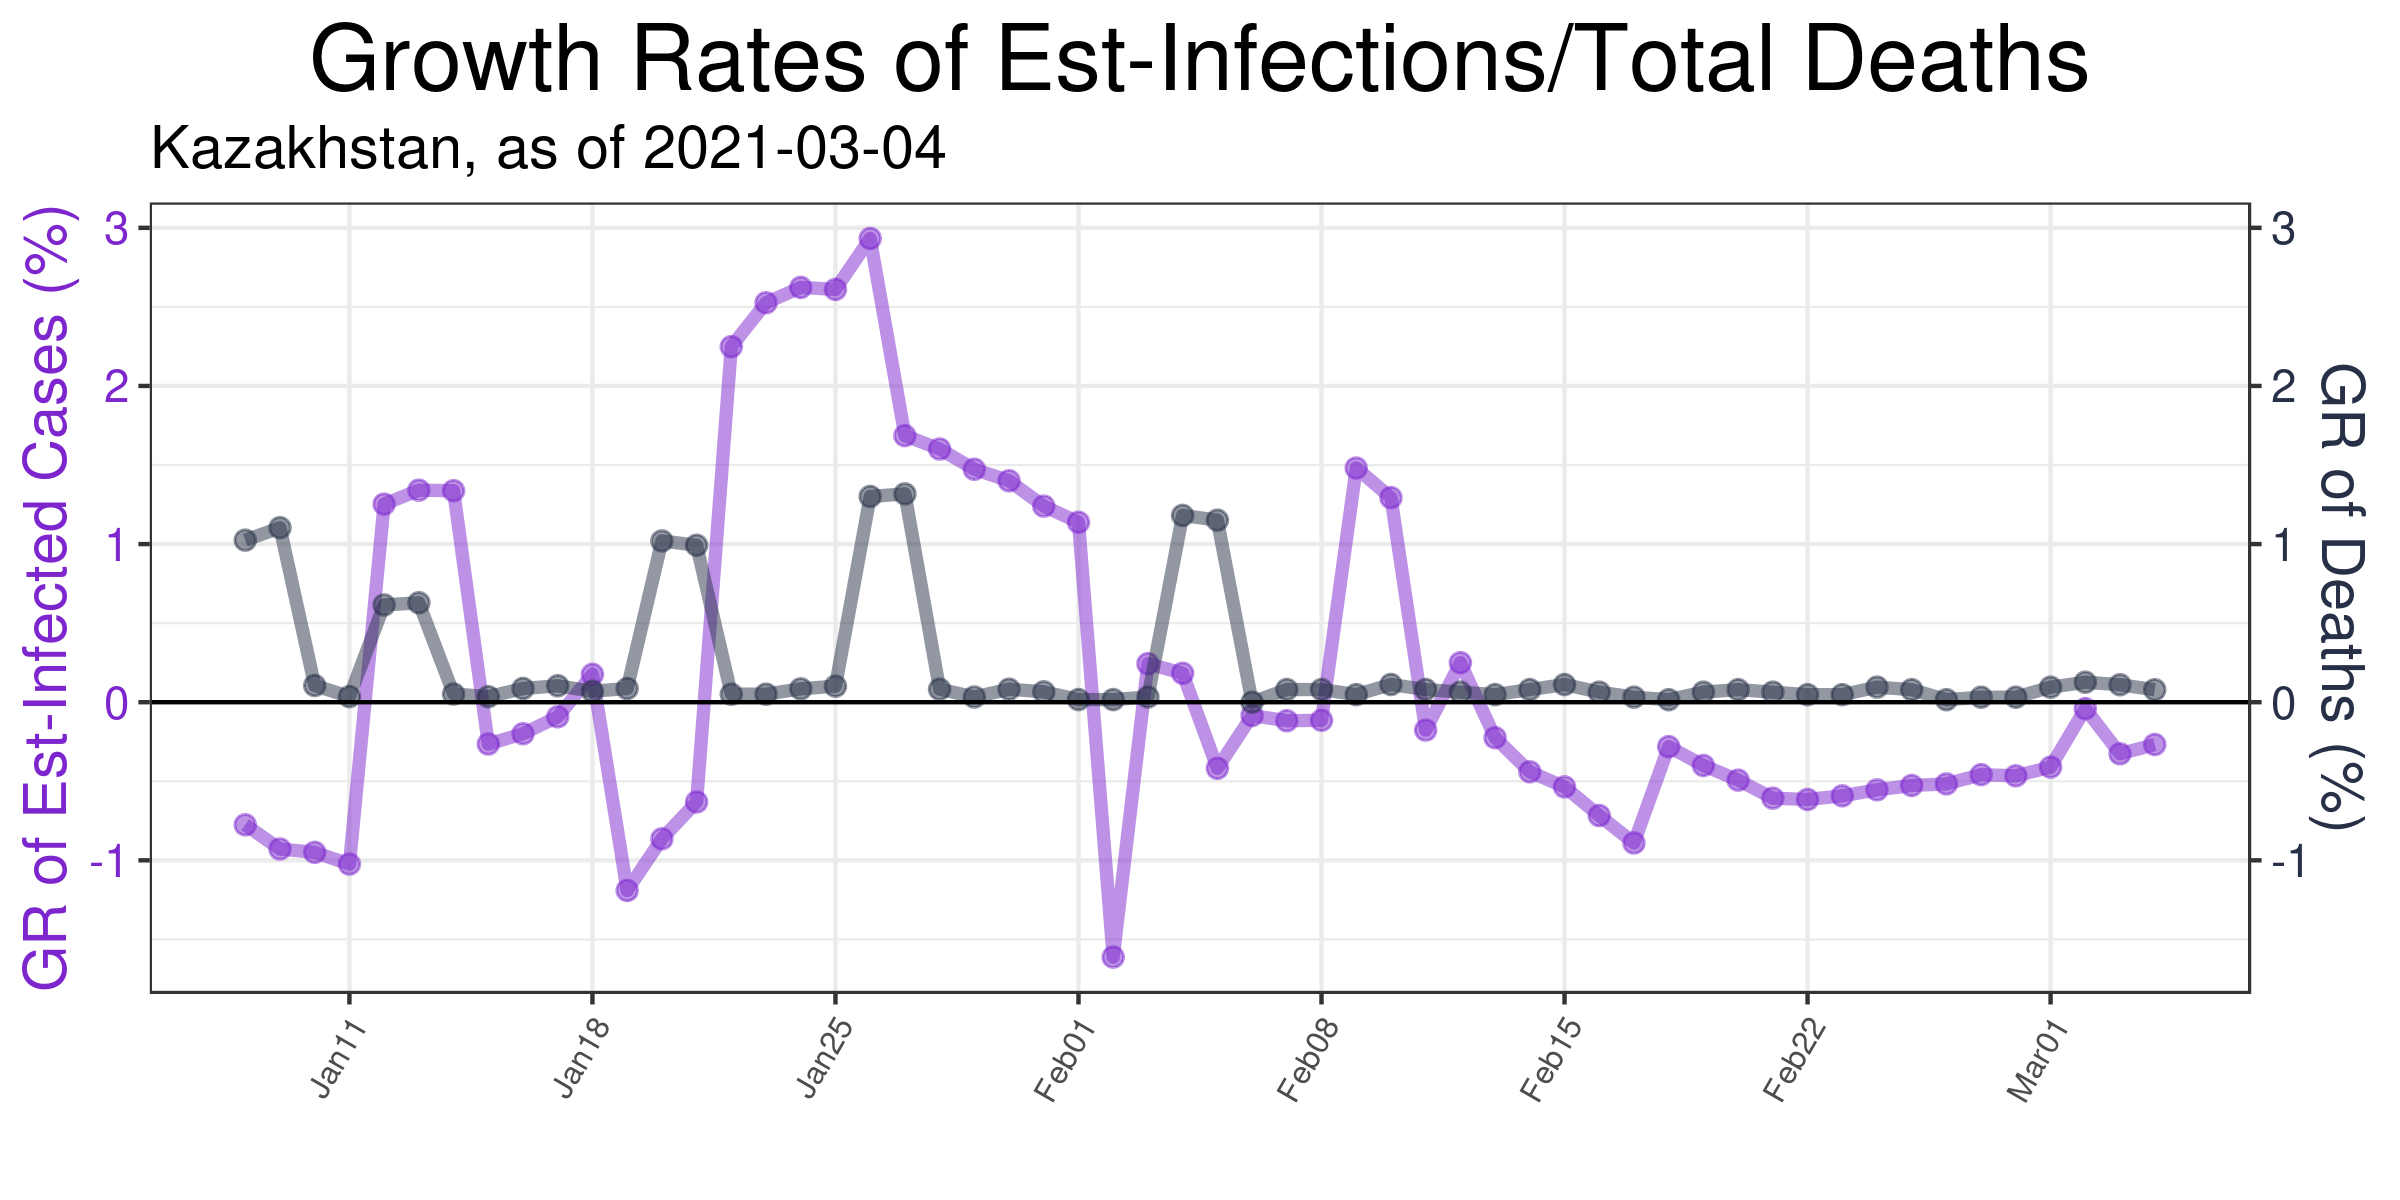 Growth Rates of Est-Infections/Total Deaths
Kazakhstan, as of 2021-03-04
GR of Est-Infected Cases (%)
3
2
1
0
-1
3
2
1
0
-1
GR of Deaths (%)
Jan11
Jan18
Jan25
Feb01
Feb08
Feb15
Feb22
Mar01